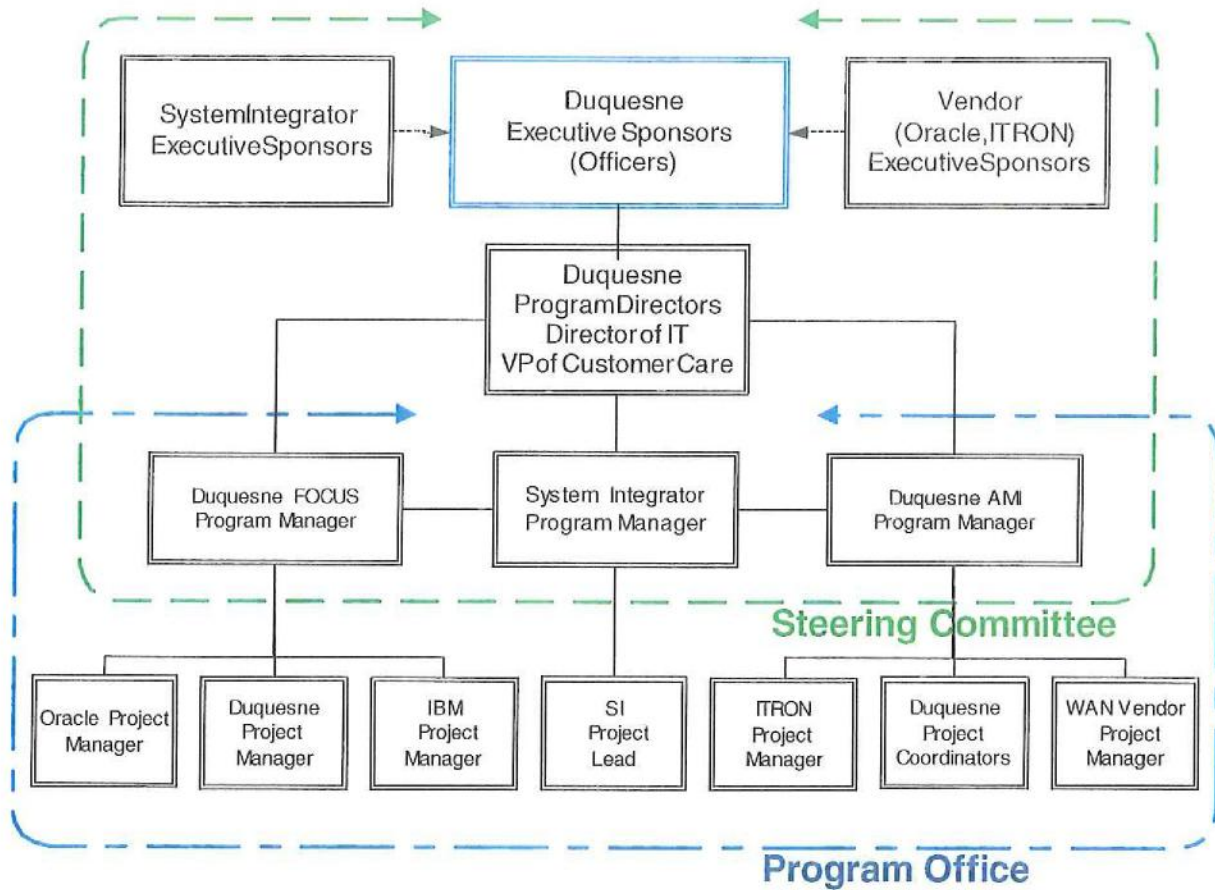 SystemIntegrator
ExecutiveSponsors
Duquesne
Executive Sponsors
(Officers)
Vendor
(Oracle,ITRON)
ExecutiveSponsors
Duquesne
ProgramDirectors
Director of IT
VP of Customer Care
Duquesne FOCUS
Program Manager
System Integrator
Program Manager
Duquesne AMI
Program Manager
Steering Committee
Oracle Project
Manager
Duquesne
Project
Manager
IBM
Project
Manager
SI
Project
Lead
ITRON
Project
Manager
Duquesne
Project
Coordinators
WAN Vendor
Project
Manager
Program Office